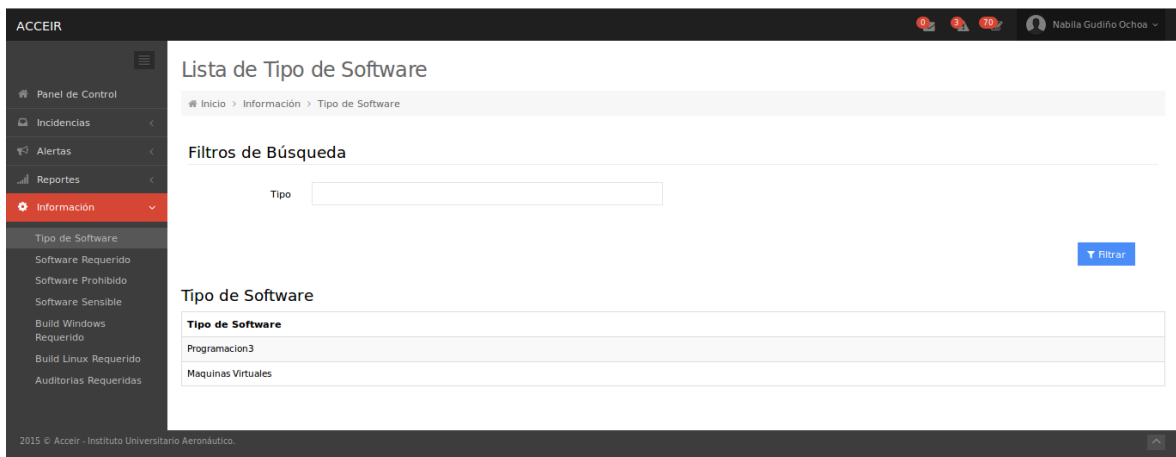 ACCEIR
0 3 70 Nabila Gudiño Ochoa
Lista de Tipo de Software
Inicio > Información > Tipo de Software
Panel de Control
Incidencias
Alertas
Reportes
Información
Tipo de Software
Software Requerido
Software Prohibido
Software Sensible
Build Windows
Requerido
Build Linux Requerido
Auditorias Requeridas
Filtros de Búsqueda
Tipo
Filtrar
Tipo de Software
Tipo de Software
Programacion3
Maquinas Virtuales
2015 © Acceir - Instituto Universitario Aeronáutico.